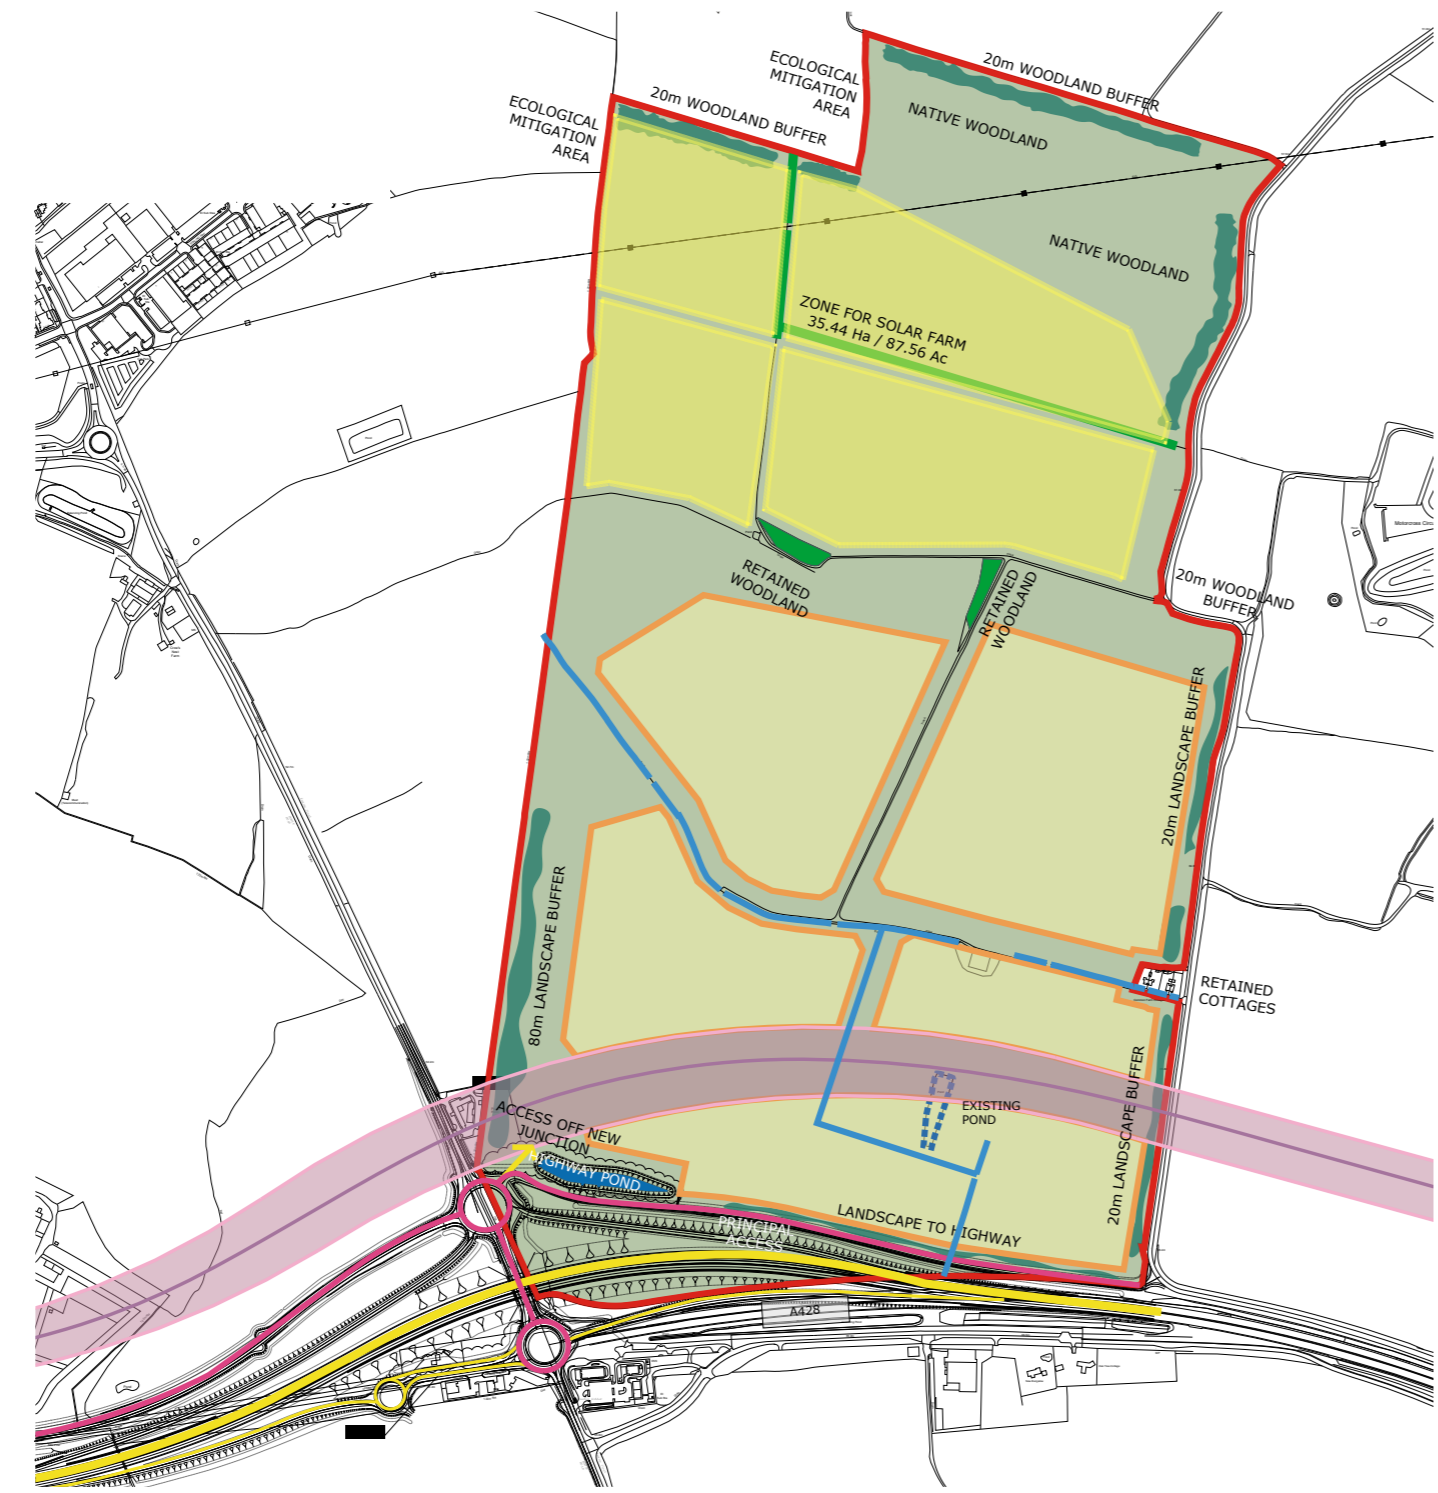 20m WOODLAND BUFFER
ECOLOGICAL
MITIGATION
AREA
20m WOODLAND BUFFER
NATIVE WOODLAND
ECOLOGICAL
MITIGATION
AREA
NATIVE WOODLAND
ZONE FOR SOLAR FARM
35.44 Ha / 87.56 Ac
RETAINED
WOODLAND
RETAINED
WOODLAND
20m WOODLAND
BUFFER
20m LANDSCAPE BUFFER
80m LANDSCAPE BUFFER
RETAINED
COTTAGES
20m LANDSCAPE BUFFER
EXISTING
POND
ACCESS OFF NEW
JUNCTION
HIGHWAY POND
PRINCIPAL
ACCESS
LANDSCAPE TO HIGHWAY
A428